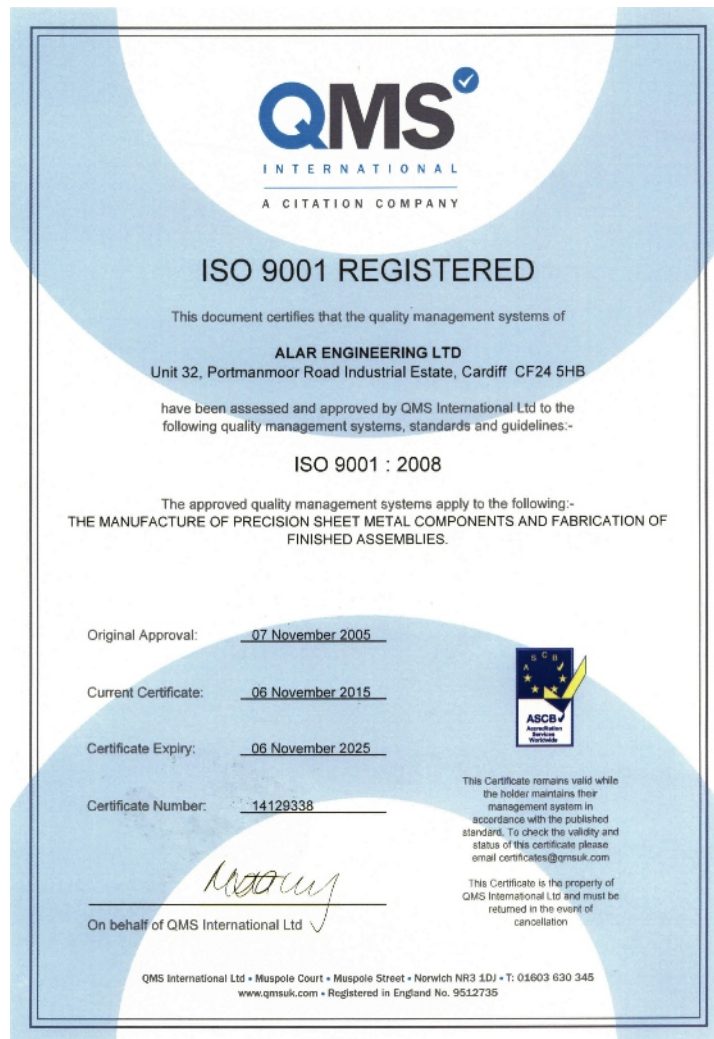 QMS
INTERNATIONAL
A CITATION COMPANY
ISO 9001 REGISTERED
This document certifies that the quality management systems of
ALAR ENGINEERING LTD
Unit 32, Portmanmoor Road Industrial Estate, Cardiff CF24 5HB
have been assessed and approved by QMS International Ltd to the
following quality management systems, standards and guidelines:-
ISO 9001 : 2008
The approved quality management systems apply to the following:-
THE MANUFACTURE OF PRECISION SHEET METAL COMPONENTS AND FABRICATION OF
FINISHED ASSEMBLIES.
Original Approval: 07 November 2005
Current Certificate: 06 November 2015
Certificate Expiry: 06 November 2025
Certificate Number: 14129338
On behalf of QMS International Ltd
A S C B
ASCB
Accreditation
Services
Worldwide
This Certificate remains valid while
the holder maintains their
management system in
accordance with the published
standard. To check the validity and
status of this certificate please
email certificates@qmsuk.com
This Certificate is the property of
QMS International Ltd and must be
returned in the event of
cancellation
QMS International Ltd • Muspole Court • Muspole Street • Norwich NR3 1DJ • T: 01603 630 345
www.qmsuk.com • Registered in England No. 9512735